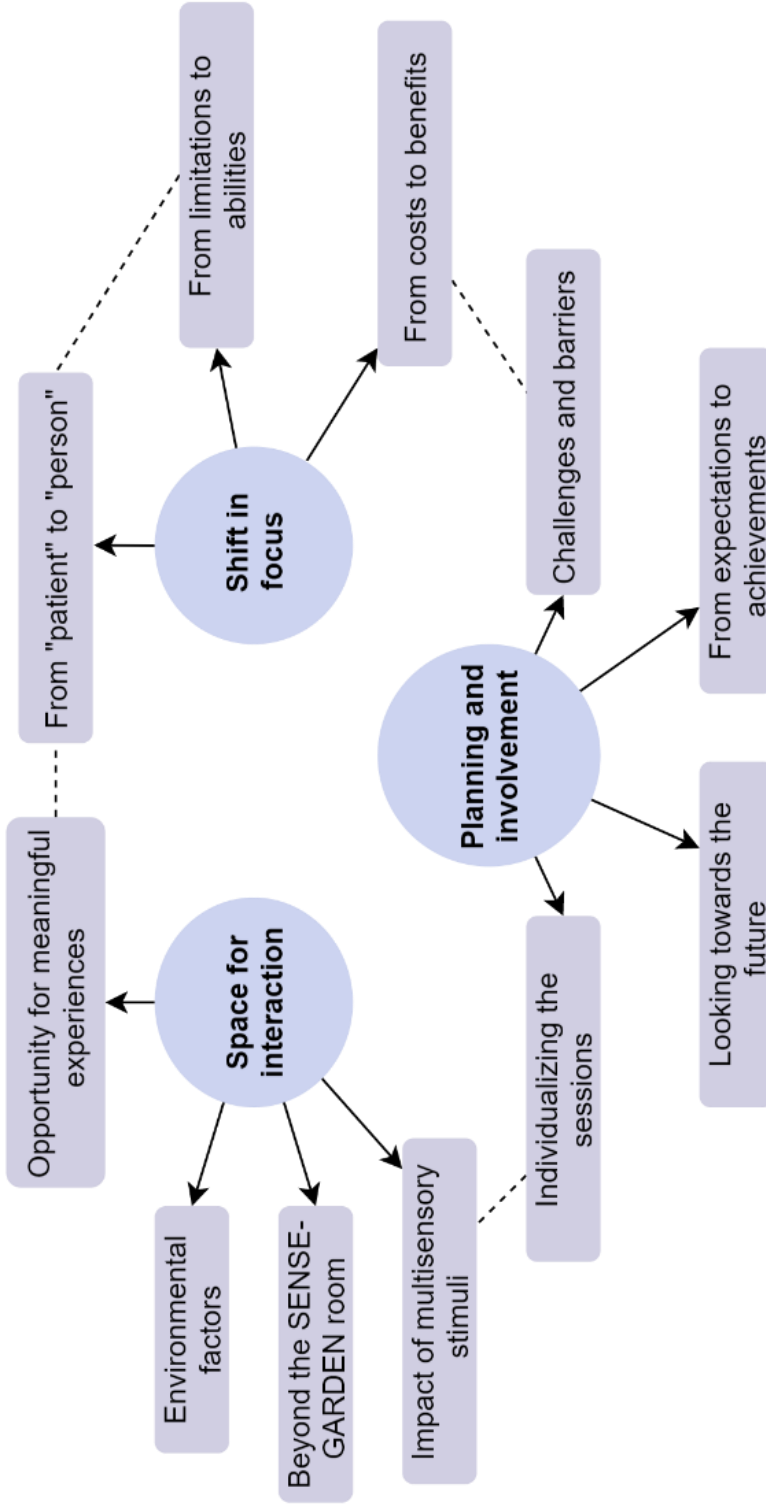 Opportunity for meaningful
experiences
From "patient" to "person"
Environmental
factors
Space for
interaction
Shift in
focus
From limitations to
abilities
Beyond the SENSE-
GARDEN room
From costs to benefits
Impact of multisensory
stimuli
Planning and
involvement
Individualizing the
sessions
Challenges and barriers
Looking towards the
future
From expectations to
achievements